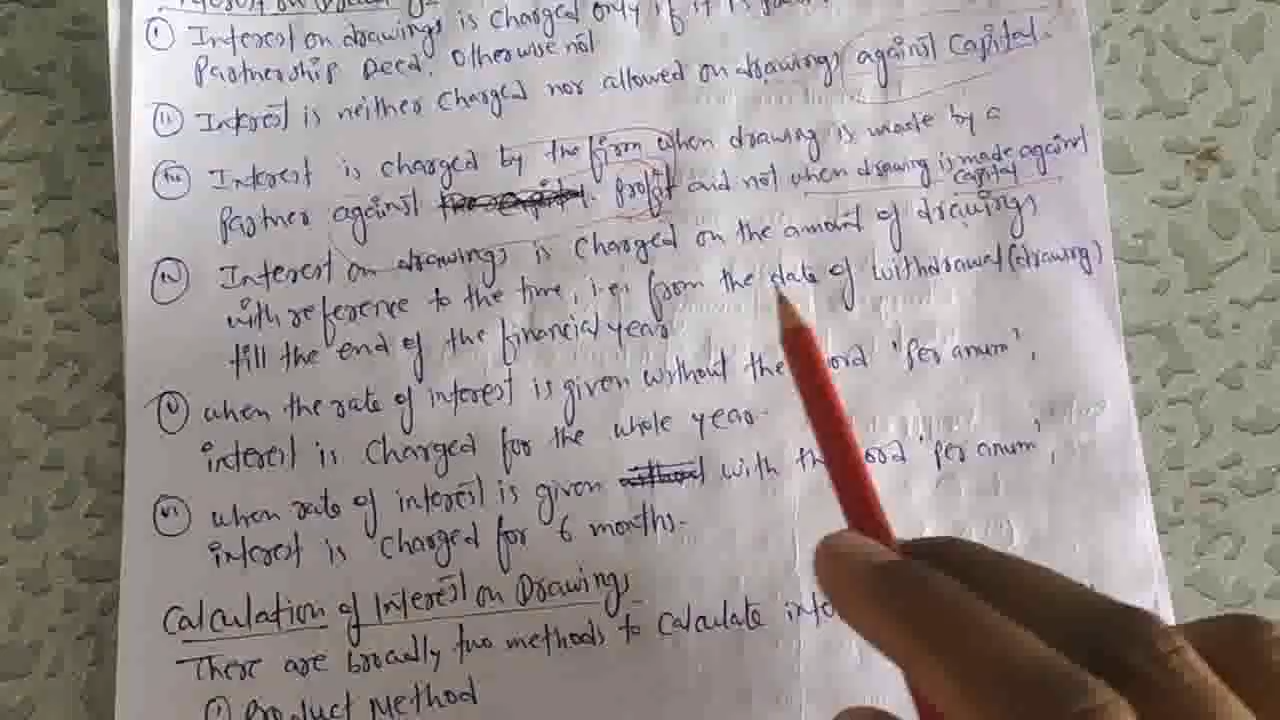 ① Interest on drawings is charged only if it is
Partnership Deed. Otherwise not
ⅱ Interest is neither charged nor allowed on drawings against Capital.
ⅲ Interest is charged by the firm when drawing is made by a
Partner against profit and not when drawing is made against
capital
ⅳ Interest on drawings is charged on the amount of drawings
with reference to the time, i.e. from the date of withdrawal (drawing)
till the end of the financial year
ⅴ when the rate of interest is given without the word 'per anum',
interest is charged for the whole year.
ⅵ when rate of interest is given with the word 'per anum',
interest is charged for 6 months.
Calculation of Interest on Drawings
There are broadly two methods to calculate
① Product Method